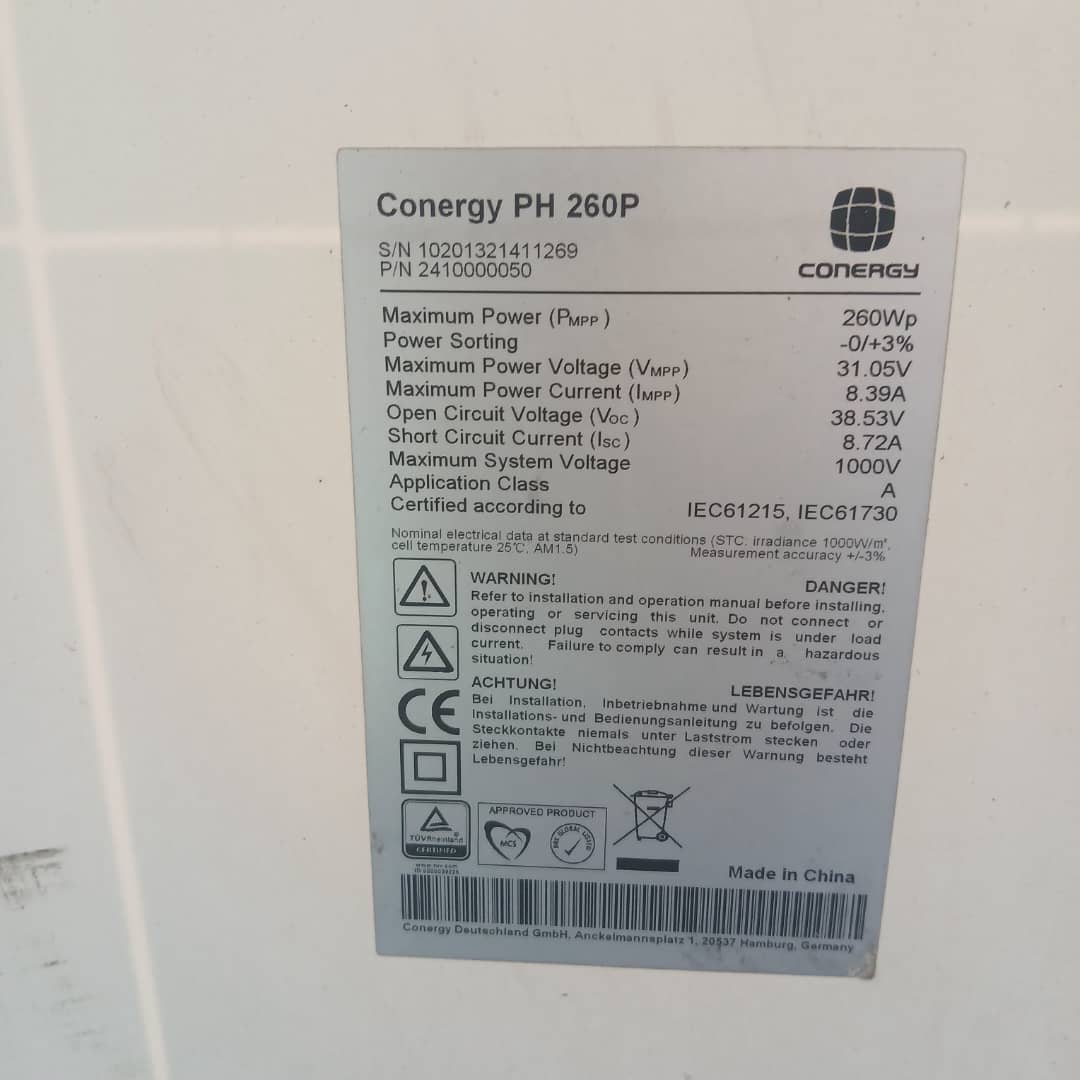 Conergy PH 260P
S/N 10201321411269
P/N 2410000050
CONERGY
Maximum Power (PMPP) 260Wp
Power Sorting -0/+3%
Maximum Power Voltage (VMPP) 31.05V
Maximum Power Current (IMPP) 8.39A
Open Circuit Voltage (VOC) 38.53V
Short Circuit Current (ISC) 8.72A
Maximum System Voltage 1000V
Application Class A
Certified according to IEC61215, IEC61730
Nominal electrical data at standard test conditions (STC, irradiance 1000W/m²,
cell temperature 25℃, AM1.5) Measurement accuracy +/-3%
WARNING! DANGER!
Refer to installation and operation manual before installing,
operating or servicing this unit. Do not connect or
disconnect plug contacts while system is under load
current. Failure to comply can result in a hazardous
situation!
ACHTUNG! LEBENSGEFAHR!
Bei Installation, Inbetriebnahme und Wartung ist die
Installations- und Bedienungsanleitung zu befolgen. Die
Steckkontakte niemals unter Laststrom stecken oder
ziehen. Bei Nichtbeachtung dieser Warnung besteht
Lebensgefahr!
CE
TÜVRheinland
CERTIFIED
www.tuv.com
APPROVED PRODUCT
MCS
BRE GLOBAL LISTED
Made in China
Conergy Deutschland GmbH, Anckelmannsplatz 1, 20537 Hamburg, Germany